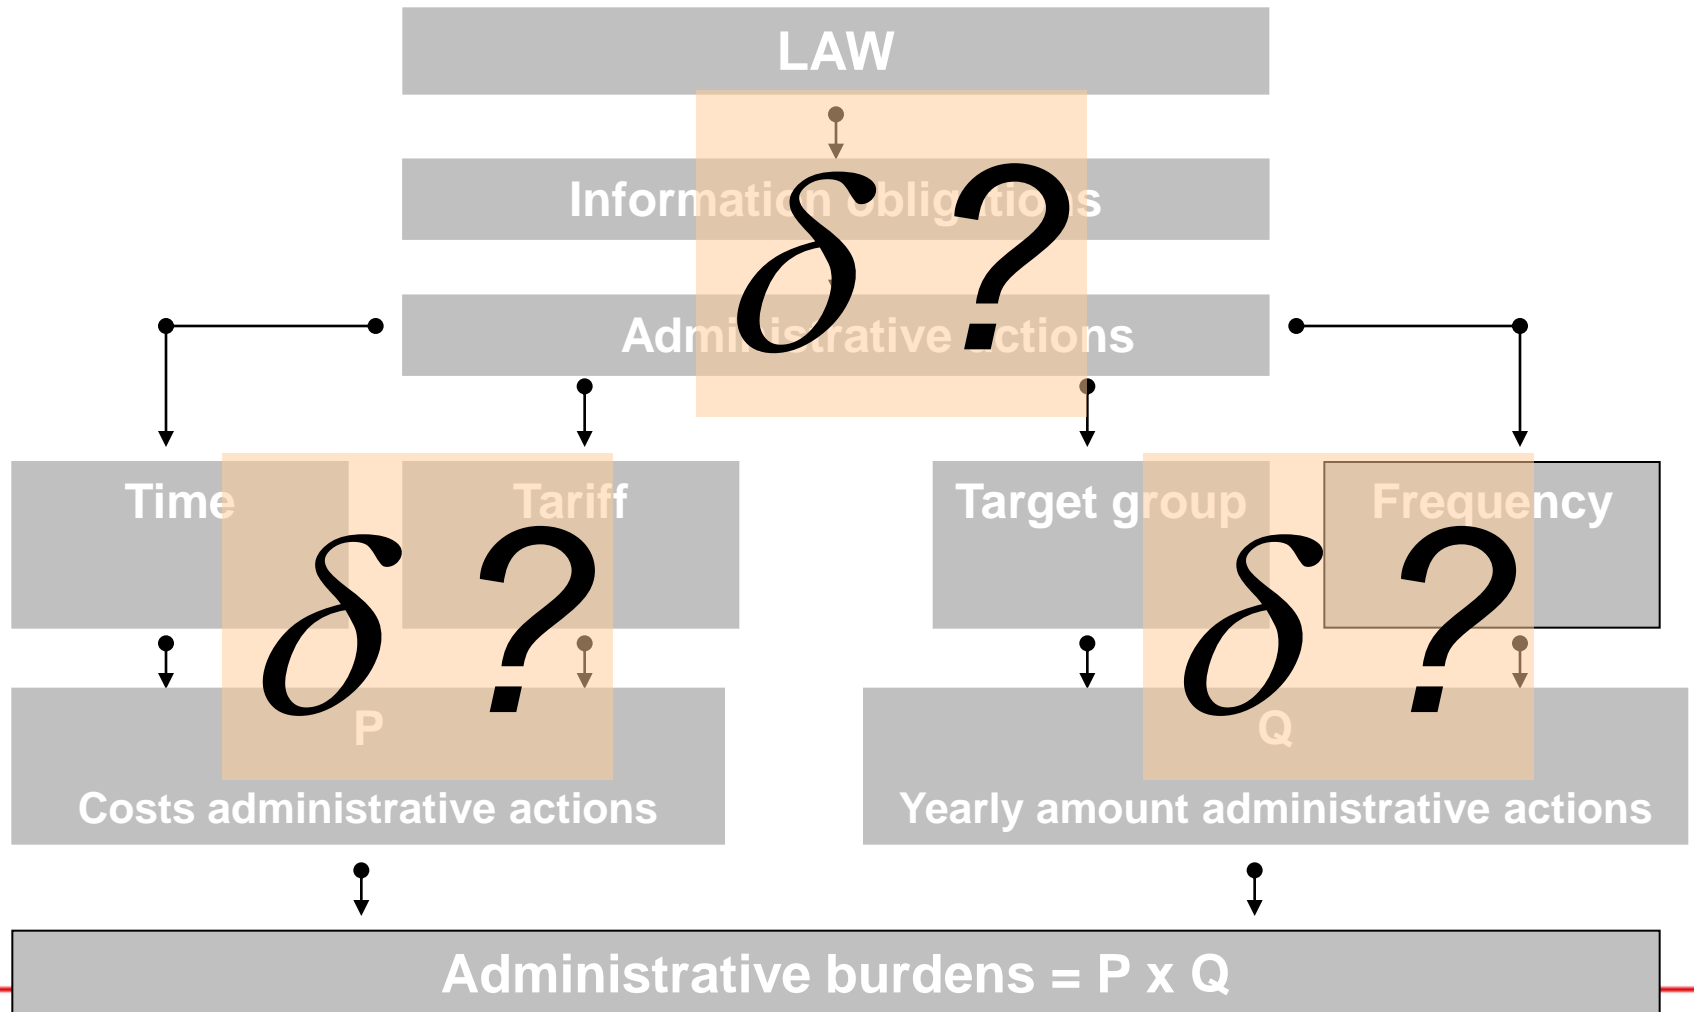 LAW
Information obligations
δ ?
Administrative actions
Time
Tariff
Target group
Frequency
δ ?
δ ?
P
Q
Costs administrative actions
Yearly amount administrative actions
Administrative burdens = P x Q